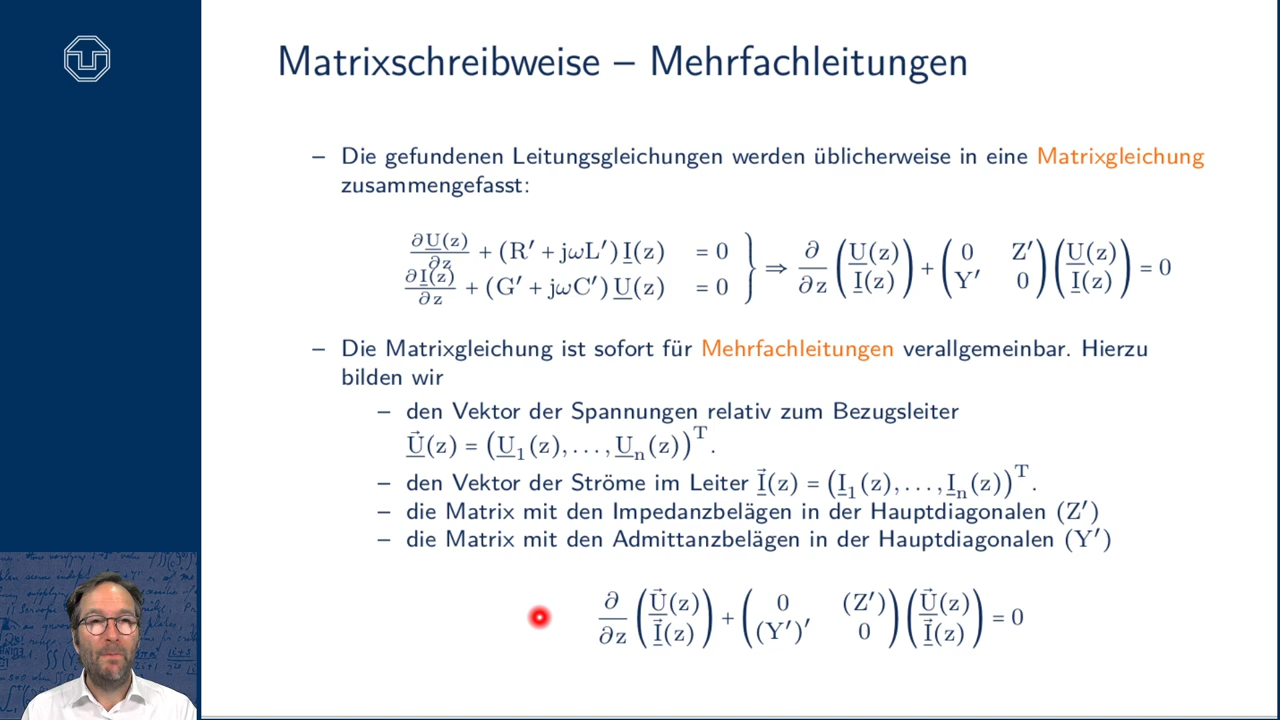 Matrixschreibweise – Mehrfachleitungen
– Die gefundenen Leitungsgleichungen werden üblicherweise in eine Matrixgleichung
zusammengefasst:
∂U(z)/∂z + (R′ + jωL′) I(z) = 0
∂I(z)/∂z + (G′ + jωC′) U(z) = 0
} ⇒ ∂/∂z (U(z) I(z)) + (0 Z′ Y′ 0) (U(z) I(z)) = 0
– Die Matrixgleichung ist sofort für Mehrfachleitungen verallgemeinbar. Hierzu
bilden wir
– den Vektor der Spannungen relativ zum Bezugsleiter
U⃗(z) = (U₁(z), . . . , Uₙ(z))ᵀ.
– den Vektor der Ströme im Leiter I⃗(z) = (I₁(z), . . . , Iₙ(z))ᵀ.
– die Matrix mit den Impedanzbelägen in der Hauptdiagonalen (Z′)
– die Matrix mit den Admittanzbelägen in der Hauptdiagonalen (Y′)
∂/∂z (U⃗(z) I⃗(z)) + (0 (Z′) (Y′)′ 0) (U⃗(z) I⃗(z)) = 0